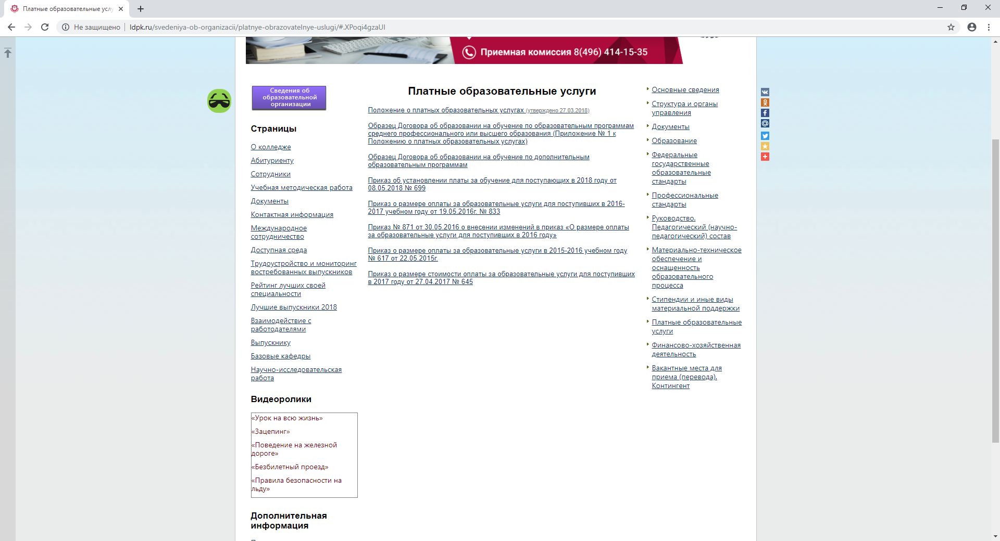 Платные образовательные услу
Не защищено
ldpk.ru/svedeniya-ob-organizacii/platnye-obrazovatelnye-uslugi/#.XPoqi4gzaUl
Приемная комиссия 8(496) 414-15-35
Сведения об
образовательной
организации
Страницы
О колледже
Абитуриенту
Сотрудники
Учебная методическая работа
Документы
Контактная информация
Международное
сотрудничество
Доступная среда
Трудоустройство и мониторинг
востребованных выпускников
Рейтинг лучших своей
специальности
Лучшие выпускники 2018
Взаимодействие с
работодателями
Выпускнику
Базовые кафедры
Научно-исследовательская
работа
Видеоролики
«Урок на всю жизнь»
«Зацепинг»
«Поведение на железной
дороге»
«Безбилетный проезд»
«Правила безопасности на
льду»
Дополнительная
информация
Платные образовательные услуги
Положение о платных образовательных услугах (утверждено 27.03.2018)
Образец Договора об образовании на обучение по образовательным программам
среднего профессионального или высшего образования (Приложение № 1 к
Положению о платных образовательных услугах)
Образец Договора об образовании на обучение по дополнительным
образовательным программам
Приказ об установлении платы за обучение для поступающих в 2018 году от
08.05.2018 № 699
Приказ о размере оплаты за образовательные услуги для поступивших в 2016-
2017 учебном году от 19.05.2016г. № 833
Приказ № 871 от 30.05.2016 о внесении изменений в приказ «О размере оплаты
за образовательные услуги для поступивших в 2016 году»
Приказ о размере оплаты за образовательные услуги в 2015-2016 учебном году
№ 617 от 22.05.2015г.
Приказ о размере стоимости оплаты за образовательные услуги для поступивших
в 2017 году от 27.04.2017 № 645
Основные сведения
Структура и органы
управления
Документы
Образование
Федеральные
государственные
образовательные
стандарты
Профессиональные
стандарты
Руководство.
Педагогический (научно-
педагогический) состав
Материально-техническое
обеспечение и
оснащенность
образовательного
процесса
Стипендии и иные виды
материальной поддержки
Платные образовательные
услуги
Финансово-хозяйственная
деятельность
Вакантные места для
приема (перевода).
Контингент